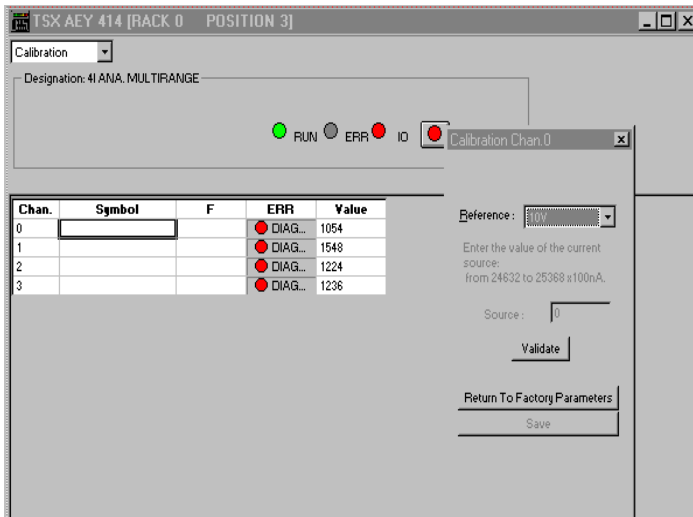 TSX AEY 414 [RACK 0 POSITION 3]
Calibration
Designation: 4I ANA. MULTIRANGE
RUN ERR IO
Chan. Symbol F ERR Value
0 DIAG... 1054
1 DIAG... 1548
2 DIAG... 1224
3 DIAG... 1236
Calibration Chan.0
Reference : 10V
Enter the value of the current
source:
from 24632 to 25368 x100nA.
Source : 0
Validate
Return To Factory Parameters
Save